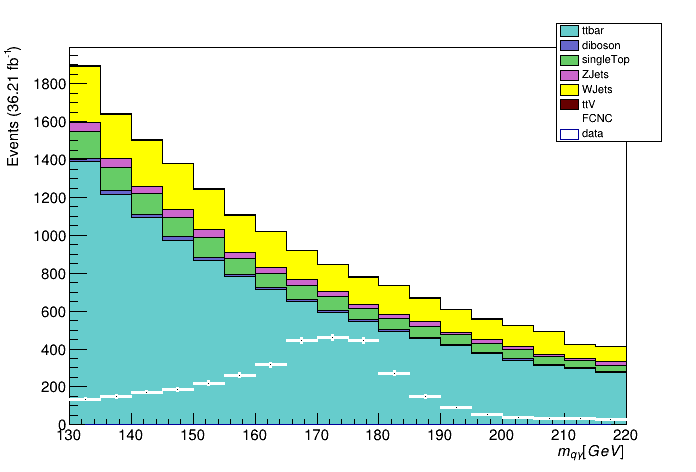 Events (36.21 fb⁻¹)
1800
1600
1400
1200
1000
800
600
400
200
0
130 140 150 160 170 180 190 200 210 220
m_qγ[GeV]
ttbar
diboson
singleTop
ZJets
WJets
ttV
FCNC
data